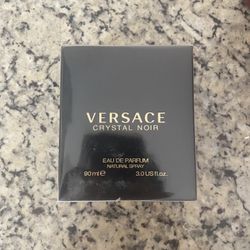 VERSACE
CRYSTAL NOIR
EAU DE PARFUM
NATURAL SPRAY
90 ml e 3.0 US fl.oz.